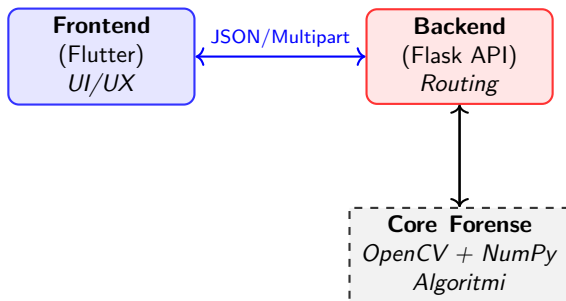 Frontend
(Flutter)
UI/UX
JSON/Multipart
Backend
(Flask API)
Routing
Core Forense
OpenCV + NumPy
Algoritmi